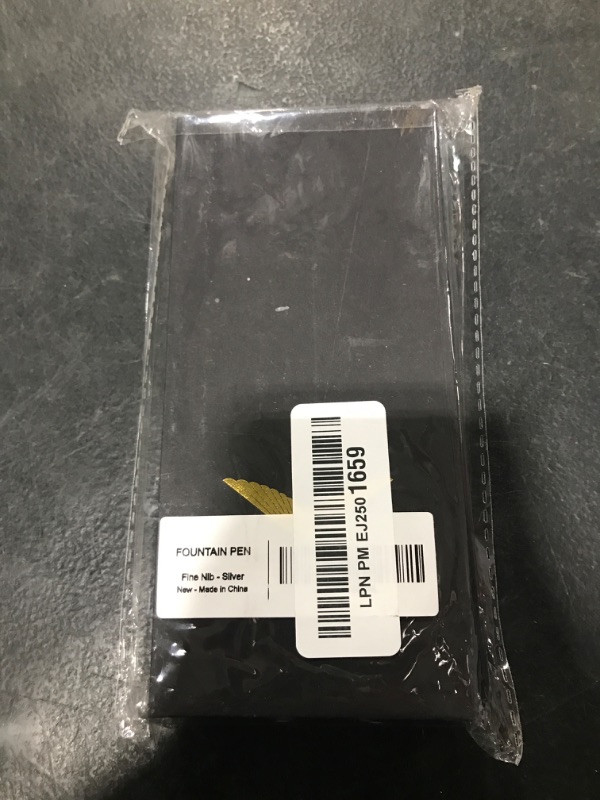 FOUNTAIN PEN
Fine Nib - Silver
New - Made in China
LPN PM EJ250 1659